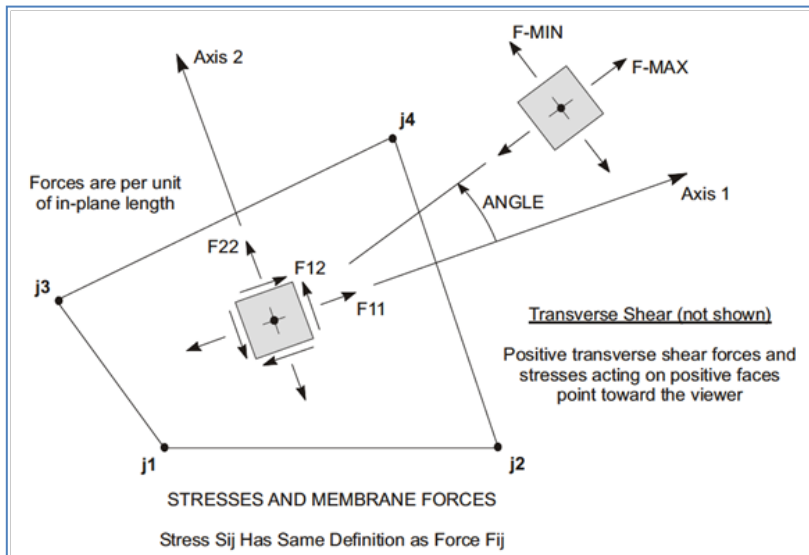 F-MIN
Axis 2
F-MAX
j4
Forces are per unit
of in-plane length
ANGLE
Axis 1
F22
F12
j3
F11
Transverse Shear (not shown)
Positive transverse shear forces and
stresses acting on positive faces
point toward the viewer
j1
j2
STRESSES AND MEMBRANE FORCES
Stress Sij Has Same Definition as Force Fij